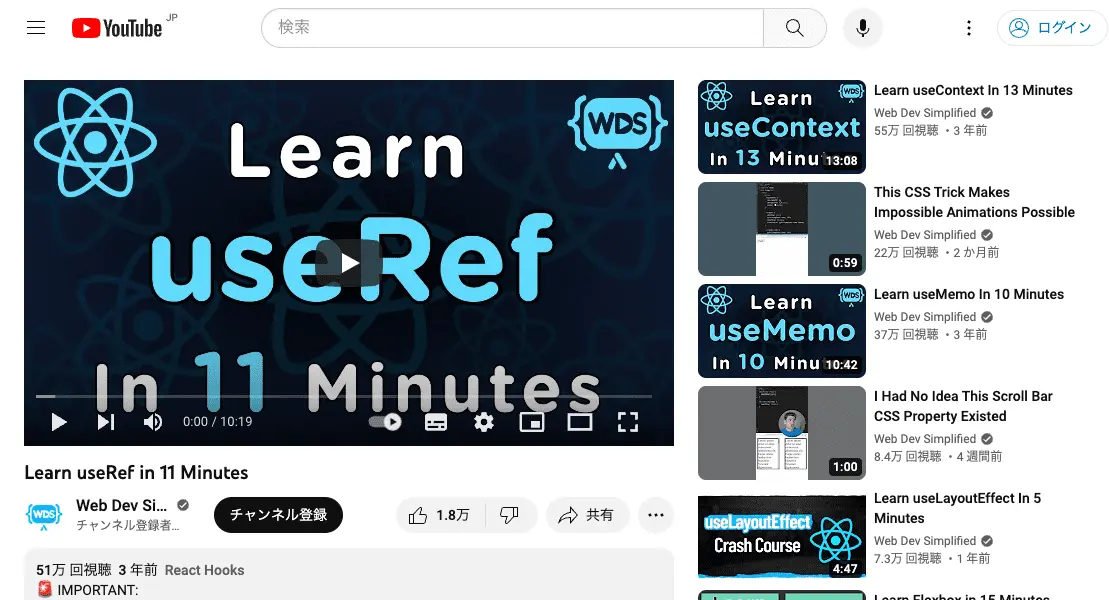 YouTube JP
検索
ログイン
Learn
useRef
In 11 Minutes
WDS
0:00 / 10:19
Learn useRef in 11 Minutes
WDS
Web Dev Si...
チャンネル登録者...
チャンネル登録
1.8万
共有
51万 回視聴 3 年前 React Hooks
🚨 IMPORTANT:
Learn
WDS
useContext
In 13 Minu
13:08
Learn useContext In 13 Minutes
Web Dev Simplified
55万 回視聴 ・3 年前
0:59
This CSS Trick Makes
Impossible Animations Possible
Web Dev Simplified
22万 回視聴 ・2 か月前
Learn
WDS
useMemo
In 10 Minu
10:42
Learn useMemo In 10 Minutes
Web Dev Simplified
37万 回視聴 ・3 年前
1:00
I Had No Idea This Scroll Bar
CSS Property Existed
Web Dev Simplified
8.4万 回視聴 ・4 週間前
useLayoutEffect
Crash Course
4:47
Learn useLayoutEffect In 5
Minutes
Web Dev Simplified
7.3万 回視聴 ・1 年前
Learn Flexbox in 15 Minutes